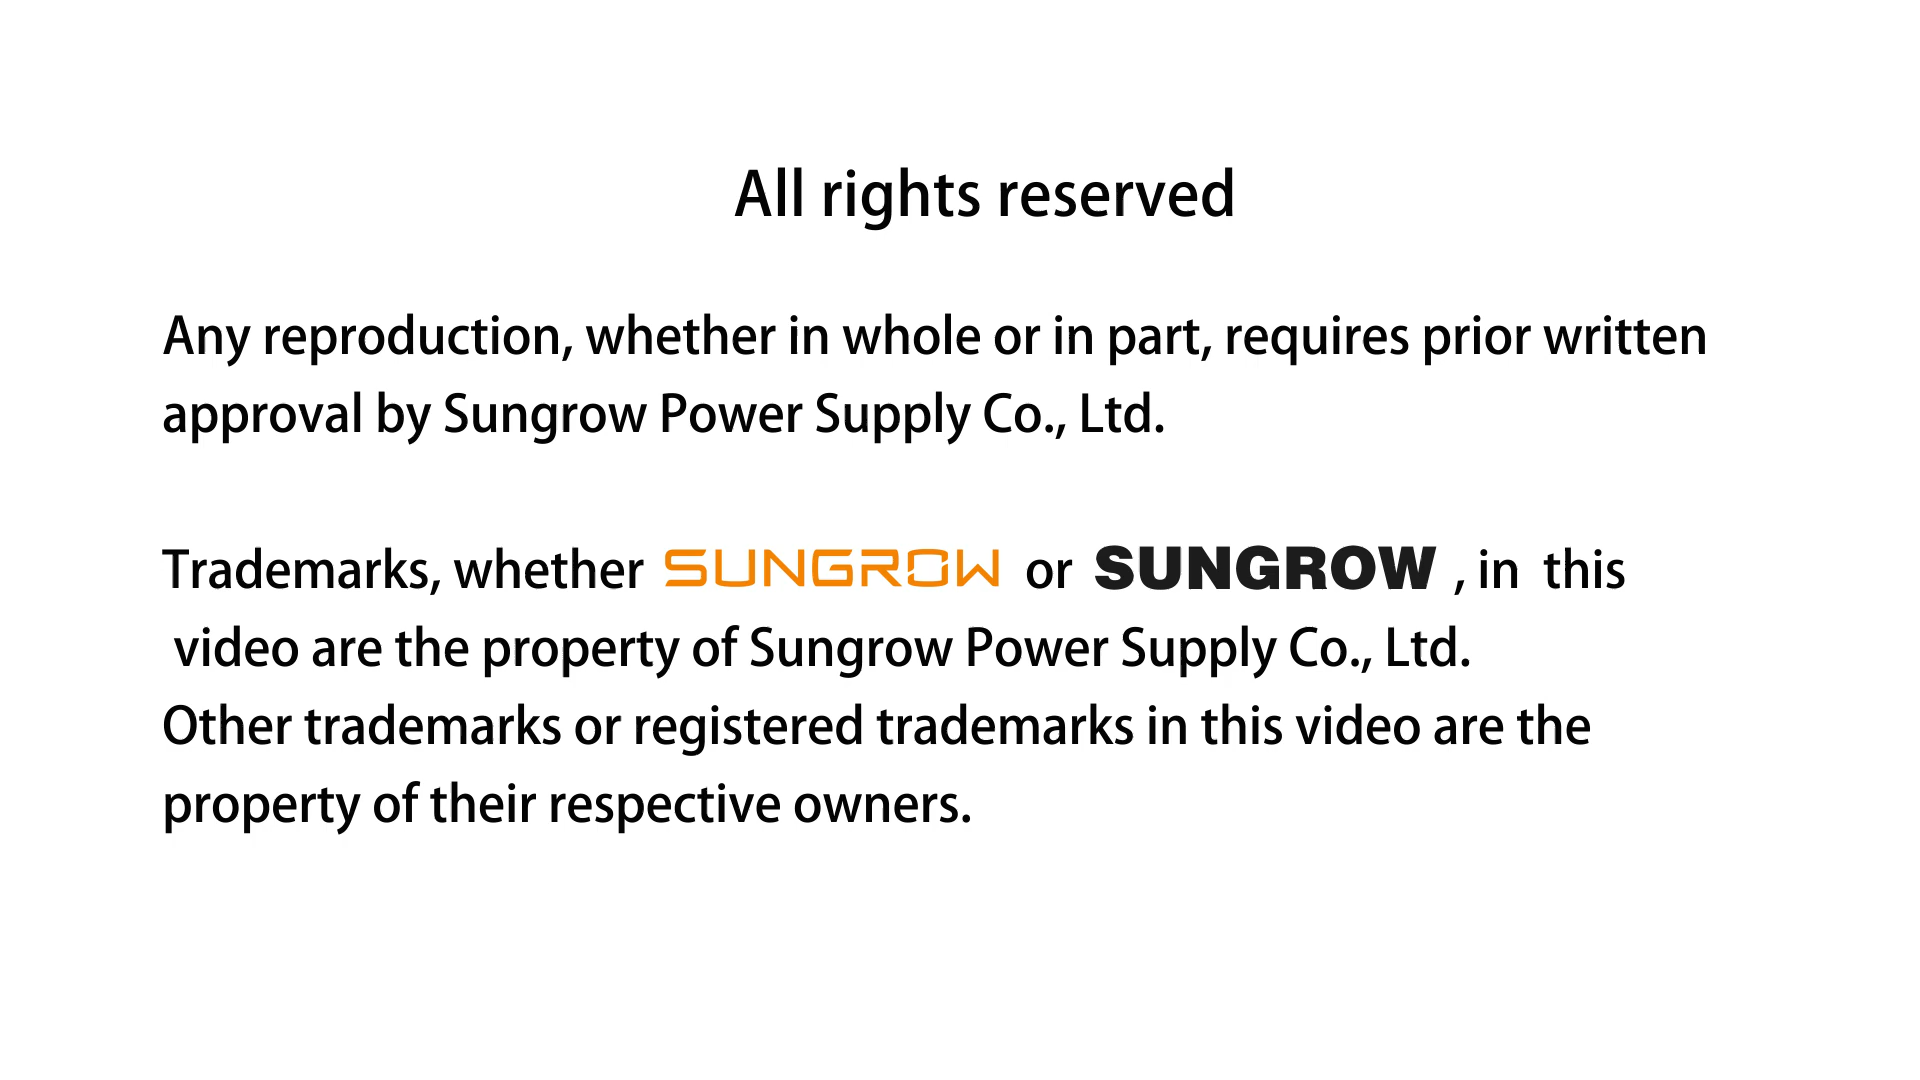 All rights reserved
Any reproduction, whether in whole or in part, requires prior written
approval by Sungrow Power Supply Co., Ltd.
Trademarks, whether SUNGROW or SUNGROW , in this
video are the property of Sungrow Power Supply Co., Ltd.
Other trademarks or registered trademarks in this video are the
property of their respective owners.